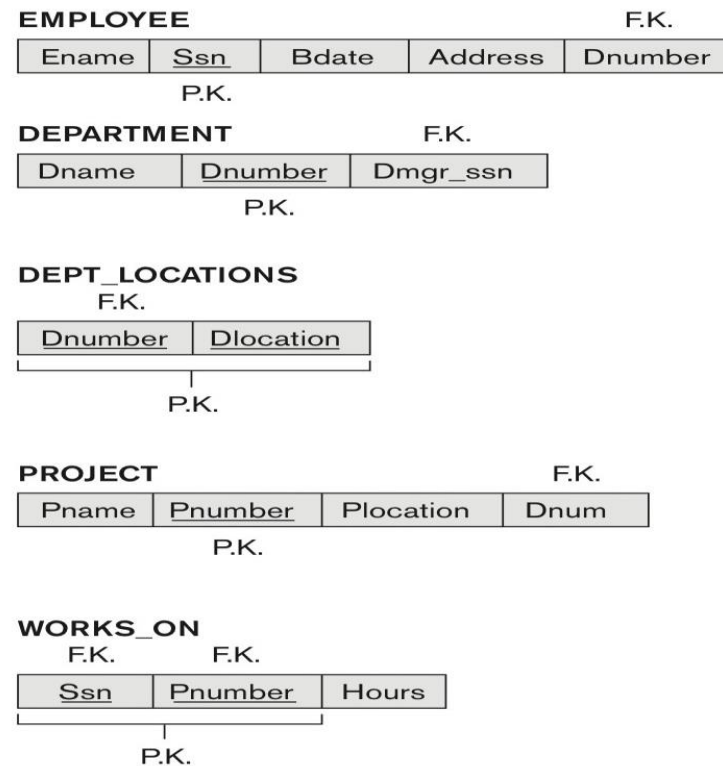 EMPLOYEE F.K.
Ename Ssn Bdate Address Dnumber
P.K.
DEPARTMENT F.K.
Dname Dnumber Dmgr_ssn
P.K.
DEPT_LOCATIONS
F.K.
Dnumber Dlocation
P.K.
PROJECT F.K.
Pname Pnumber Plocation Dnum
P.K.
WORKS_ON
F.K. F.K.
Ssn Pnumber Hours
P.K.